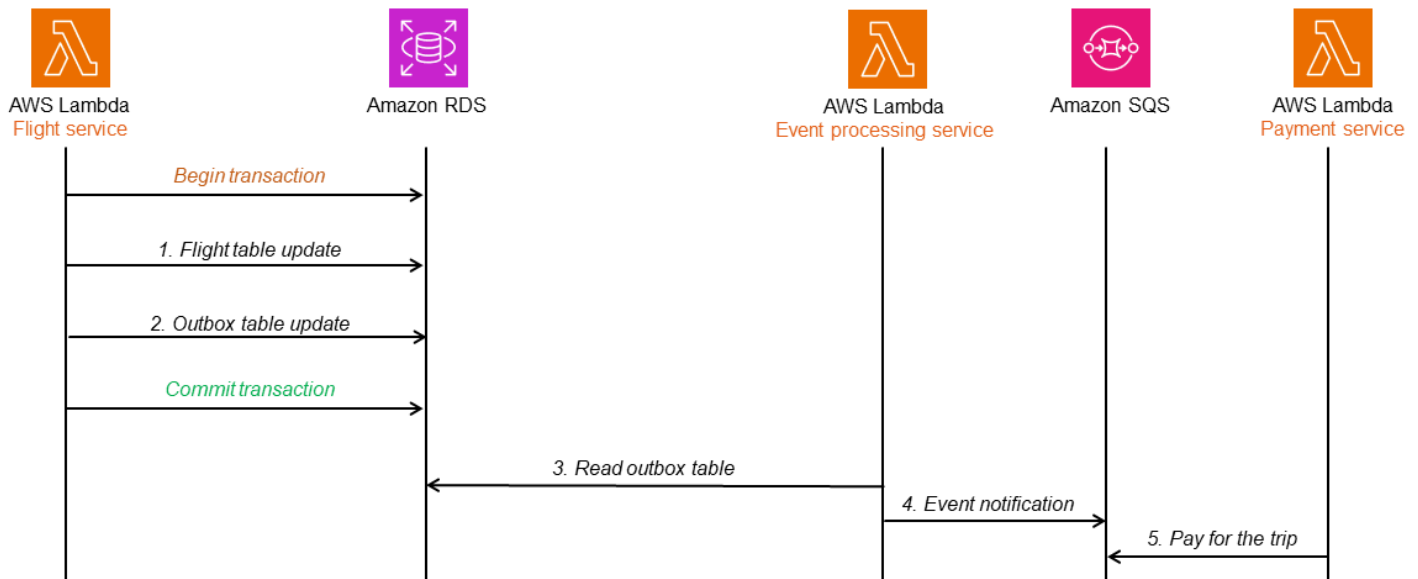 AWS Lambda
Flight service
Amazon RDS
AWS Lambda
Event processing service
Amazon SQS
AWS Lambda
Payment service
Begin transaction
1. Flight table update
2. Outbox table update
Commit transaction
3. Read outbox table
4. Event notification
5. Pay for the trip